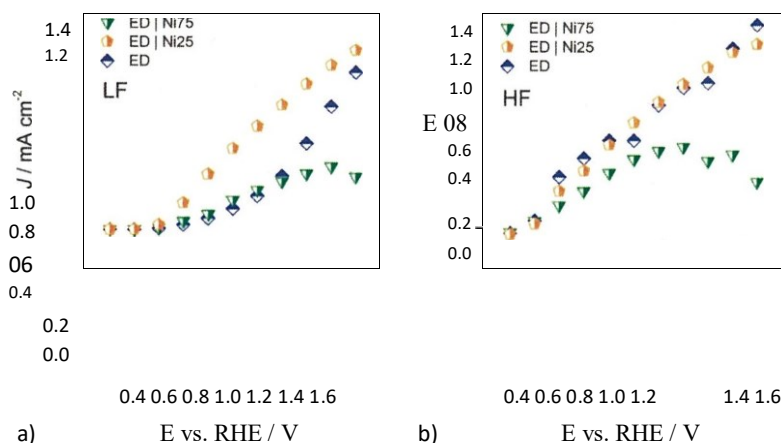 1.4
1.2
J / mA cm-2
1.0
0.8
06
0.4
0.2
0.0
ED | Ni75
ED | Ni25
ED
LF
0.4 0.6 0.8 1.0 1.2 1.4 1.6
a) E vs. RHE / V
1.4
1.2
1.0
E 08
0.6
0.4
0.2
0.0
ED | Ni75
ED | Ni25
ED
HF
0.4 0.6 0.8 1.0 1.2 1.4 1.6
b) E vs. RHE / V